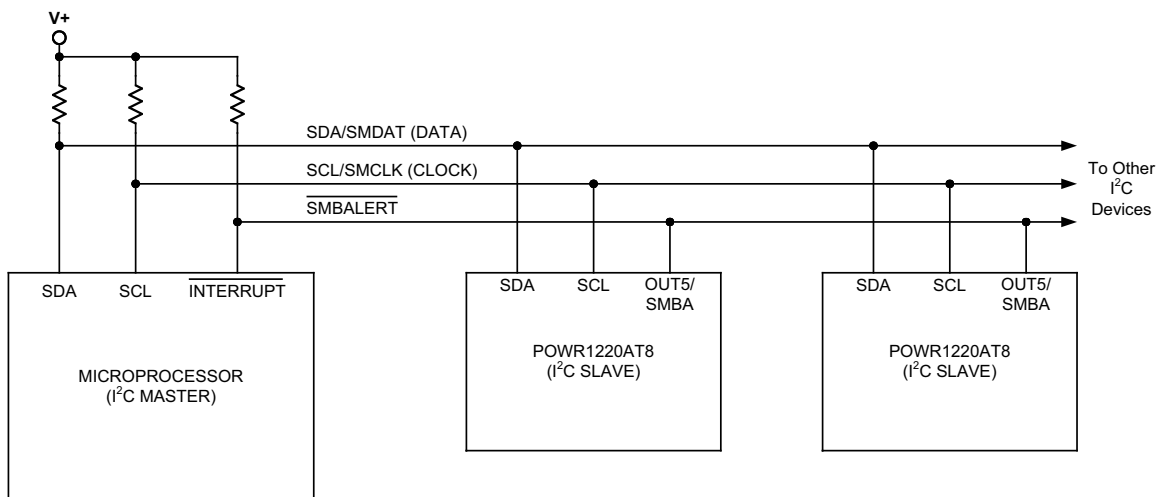 V+
SDA/SMDAT (DATA)
SCL/SMCLK (CLOCK)
SMBALERT
To Other
I²C
Devices
SDA SCL INTERRUPT
MICROPROCESSOR
(I²C MASTER)
SDA SCL OUT5/
SMBA
POWR1220AT8
(I²C SLAVE)
SDA SCL OUT5/
SMBA
POWR1220AT8
(I²C SLAVE)